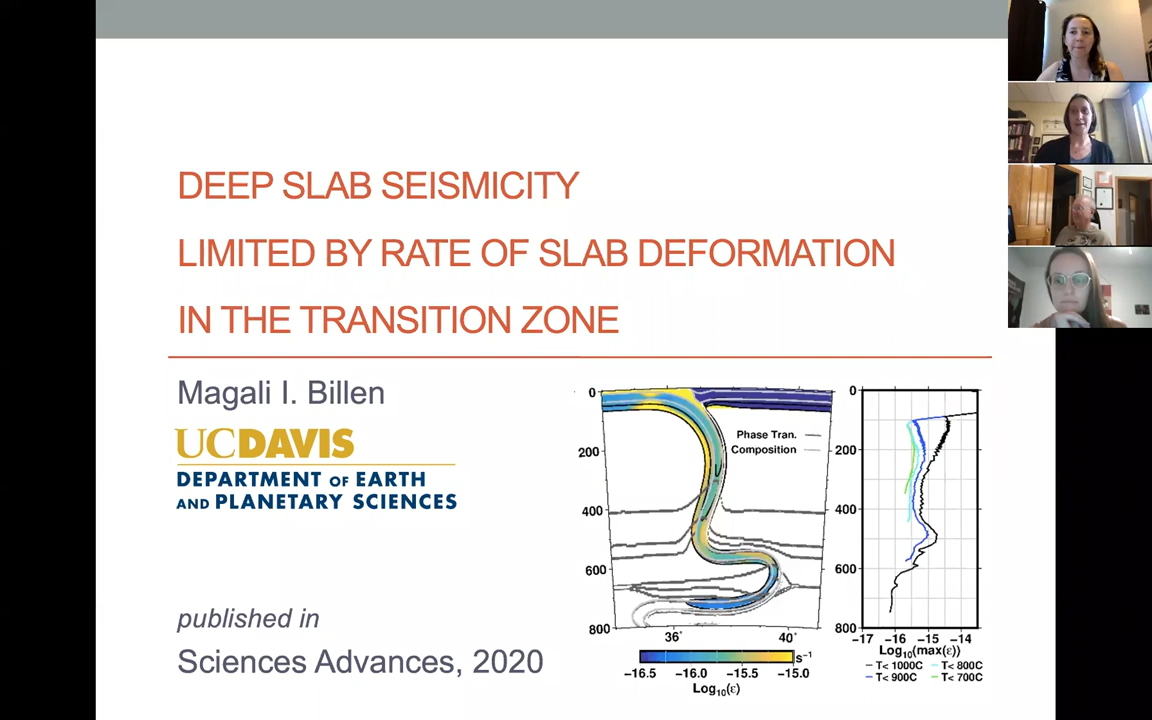 DEEP SLAB SEISMICITY
LIMITED BY RATE OF SLAB DEFORMATION
IN THE TRANSITION ZONE
Magali I. Billen
UCDAVIS
DEPARTMENT OF EARTH
AND PLANETARY SCIENCES
published in
Sciences Advances, 2020
0
200
400
600
800
Phase Tran.
Composition
36°
40°
−16.5 −16.0 −15.5 −15.0
s⁻¹
Log₁₀(ε̇)
0
200
400
600
800
−17 −16 −15 −14
Log₁₀(max(ε̇))
T< 1000C T< 800C
T< 900C T< 700C